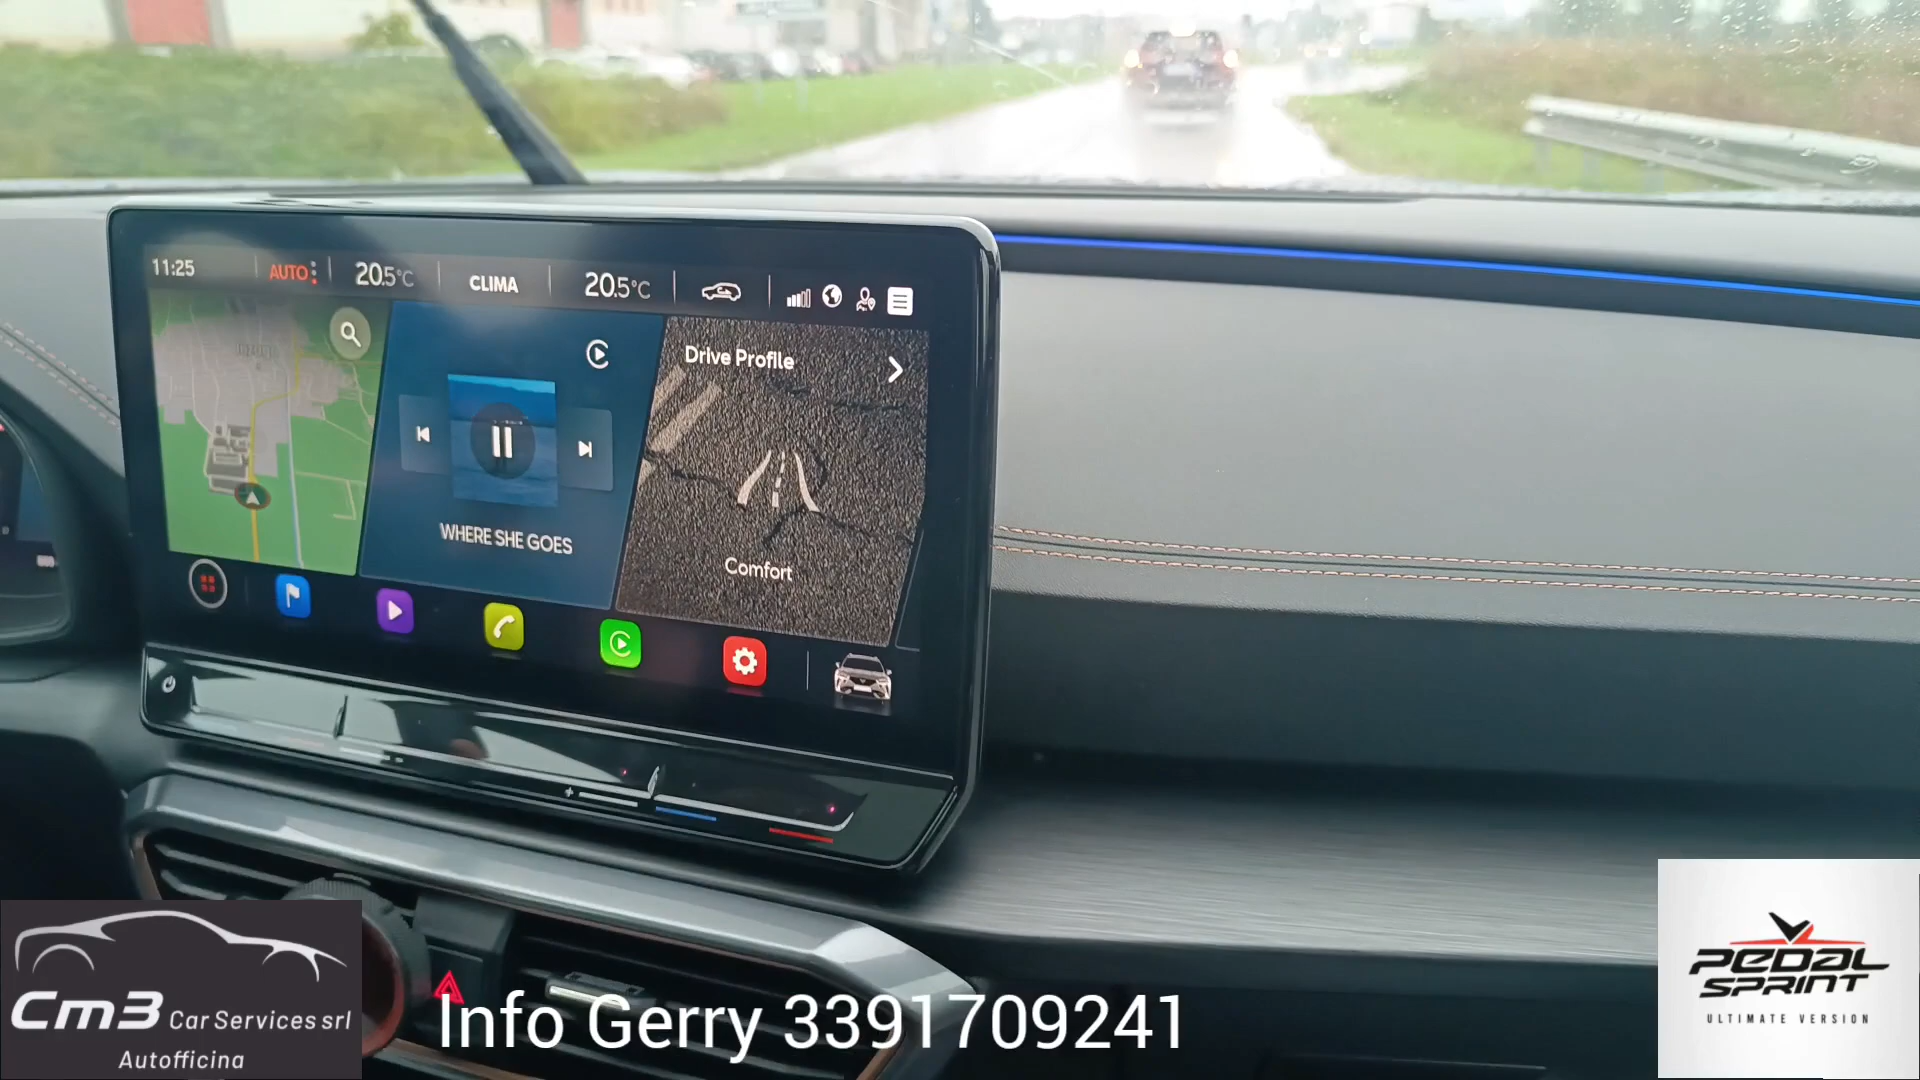 11:25
AUTO
20.5°C
CLIMA
20.5°C
Drive Profile
WHERE SHE GOES
Comfort
Info Gerry 3391709241
Cm3 Car Services srl
Autofficina
PEDAL
SPRINT
ULTIMATE VERSION